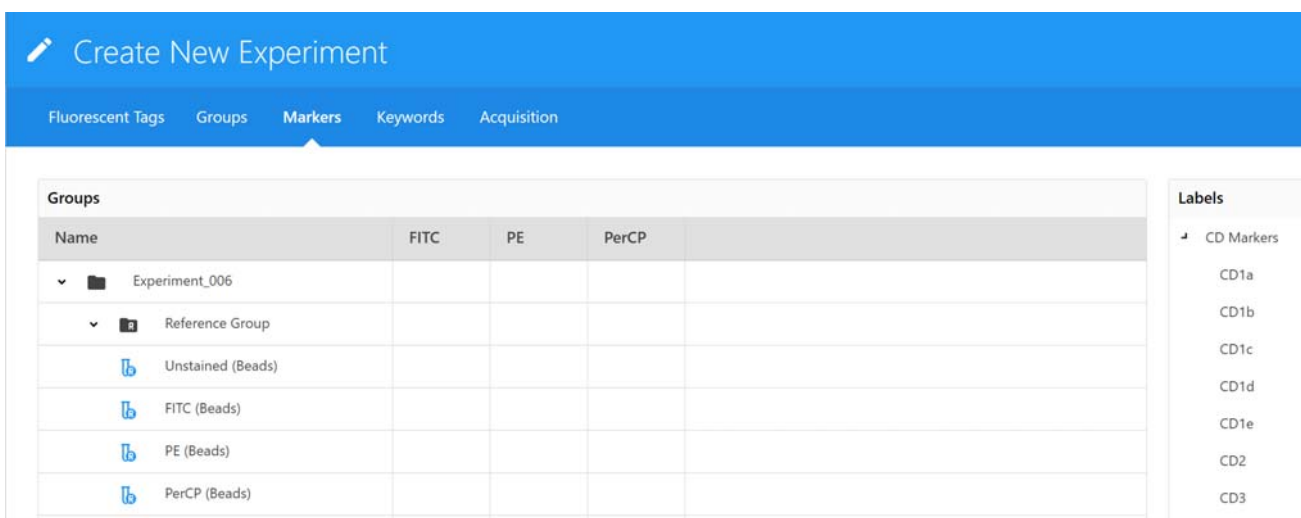 Create New Experiment
Fluorescent Tags Groups Markers Keywords Acquisition
Groups
Name FITC PE PerCP
Experiment_006
Reference Group
Unstained (Beads)
FITC (Beads)
PE (Beads)
PerCP (Beads)
Labels
CD Markers
CD1a
CD1b
CD1c
CD1d
CD1e
CD2
CD3